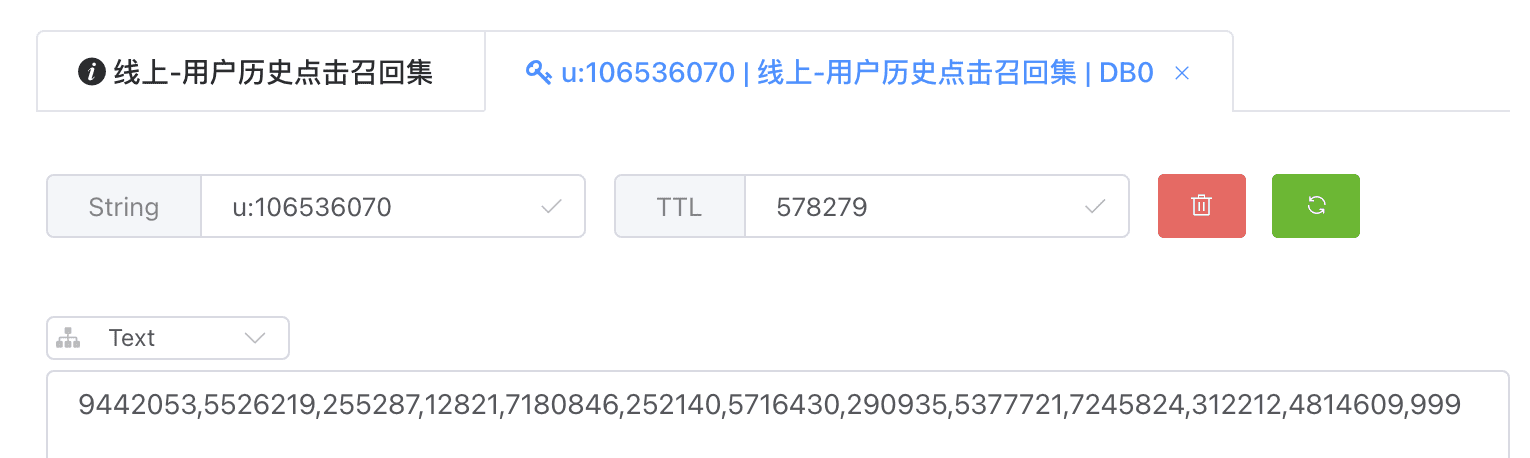 线上-用户历史点击召回集
u:106536070 | 线上-用户历史点击召回集 | DB0
String u:106536070 TTL 578279
Text
9442053,5526219,255287,12821,7180846,252140,5716430,290935,5377721,7245824,312212,4814609,999